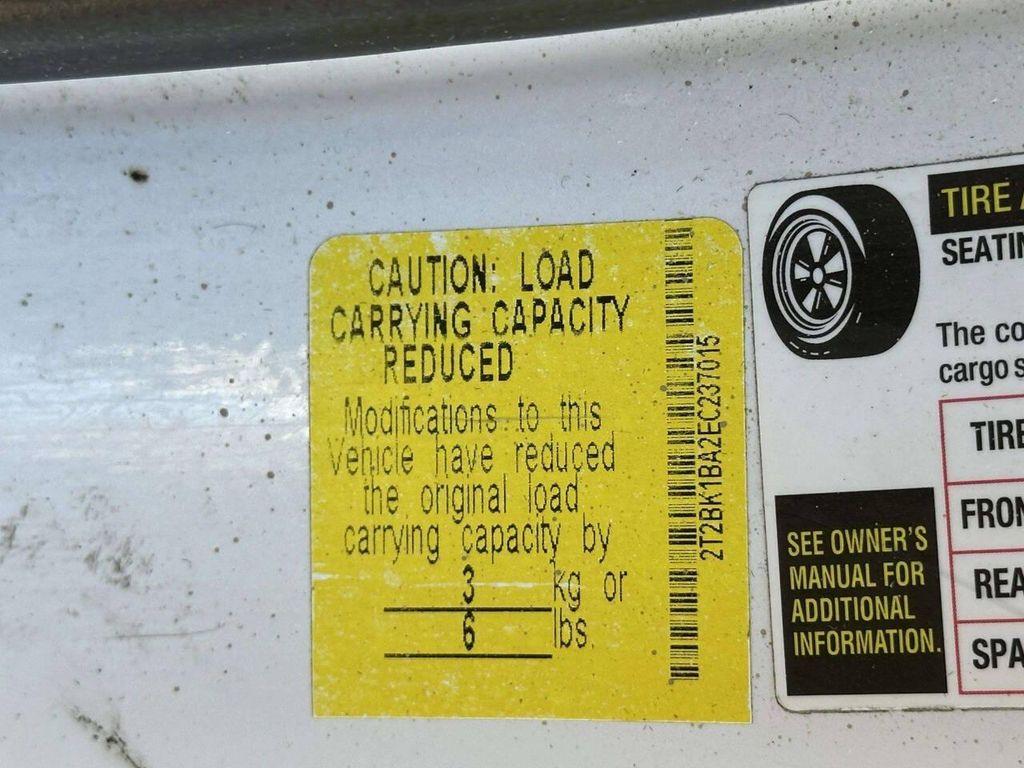 CAUTION: LOAD
CARRYING CAPACITY
REDUCED
Modifications to this
Vehicle have reduced
the original load
carrying capacity by
3 kg or
6 lbs.
2T2BK1BA2EC237015
TIRE
SEATIN
The co
cargo s
TIRE
FRON
REA
SPA
SEE OWNER'S
MANUAL FOR
ADDITIONAL
INFORMATION.